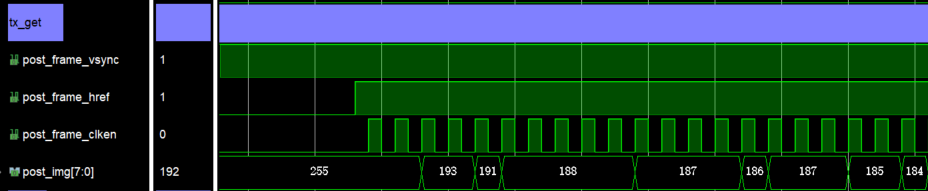 tx_get
post_frame_vsync 1
post_frame_href 1
post_frame_clken 0
post_img[7:0] 192 255 193 191 188 187 186 187 185 184